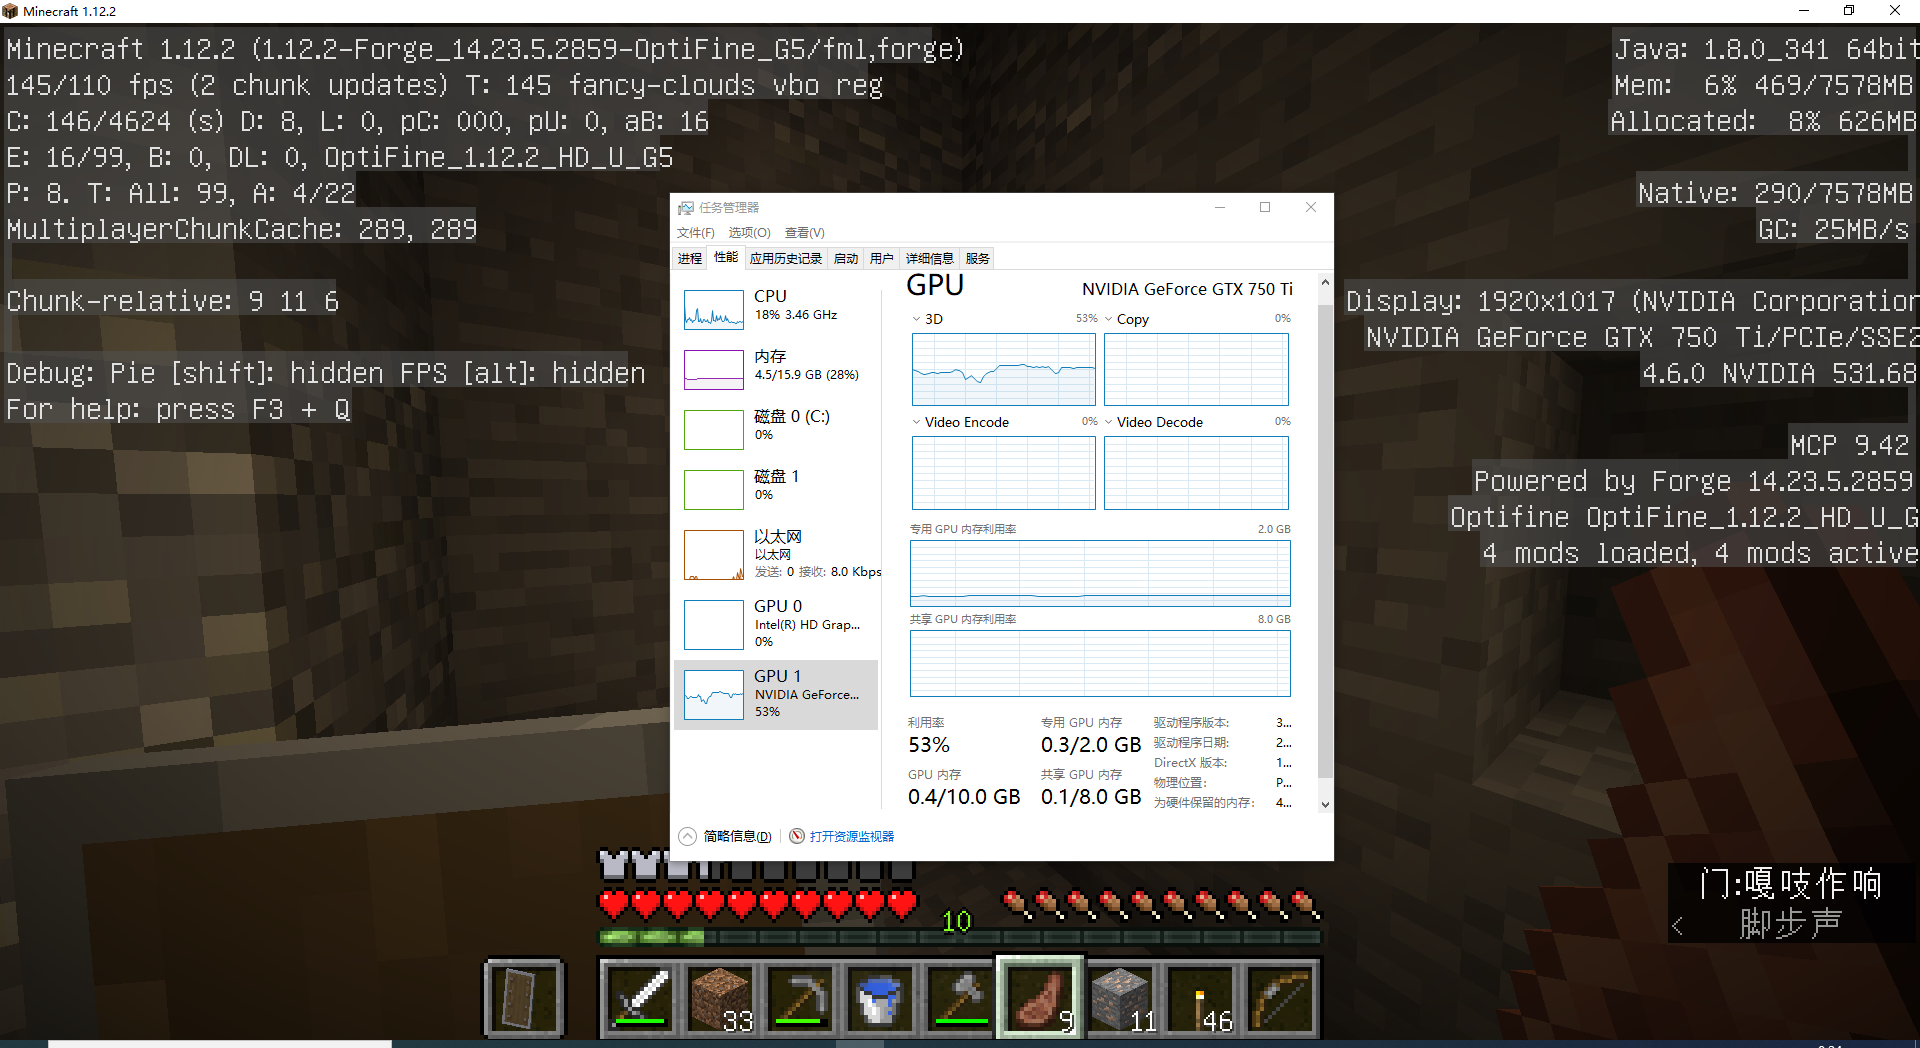 Minecraft 1.12.2
Minecraft 1.12.2 (1.12.2-Forge_14.23.5.2859-OptiFine_G5/fml,forge)
145/110 fps (2 chunk updates) T: 145 fancy-clouds vbo reg
C: 146/4624 (s) D: 8, L: 0, pC: 000, pU: 0, aB: 16
E: 16/99, B: 0, DL: 0, OptiFine_1.12.2_HD_U_G5
P: 8. T: All: 99, A: 4/22
MultiplayerChunkCache: 289, 289
Chunk-relative: 9 11 6
Debug: Pie [shift]: hidden FPS [alt]: hidden
For help: press F3 + Q
Java: 1.8.0_341 64bit
Mem: 6% 469/7578MB
Allocated: 8% 626MB
Native: 290/7578MB
GC: 25MB/s
Display: 1920x1017 (NVIDIA Corporation
NVIDIA GeForce GTX 750 Ti/PCIe/SSE2
4.6.0 NVIDIA 531.68
MCP 9.42
Powered by Forge 14.23.5.2859
Optifine OptiFine_1.12.2_HD_U_G
4 mods loaded, 4 mods active
任务管理器
文件(F) 选项(O) 查看(V)
进程 性能 应用历史记录 启动 用户 详细信息 服务
CPU
18% 3.46 GHz
内存
4.5/15.9 GB (28%)
磁盘 0 (C:)
0%
磁盘 1
0%
以太网
以太网
发送: 0 接收: 8.0 Kbps
GPU 0
Intel(R) HD Grap...
0%
GPU 1
NVIDIA GeForce...
53%
GPU NVIDIA GeForce GTX 750 Ti
3D 53% Copy 0%
Video Encode 0% Video Decode 0%
专用 GPU 内存利用率 2.0 GB
共享 GPU 内存利用率 8.0 GB
利用率
53%
专用 GPU 内存
0.3/2.0 GB
GPU 内存
0.4/10.0 GB
共享 GPU 内存
0.1/8.0 GB
驱动程序版本: 3...
驱动程序日期: 2...
DirectX 版本: 1...
物理位置: P...
为硬件保留的内存: 4...
简略信息(D) 打开资源监视器
门:嘎吱作响
< 脚步声
10
33 9 11 46